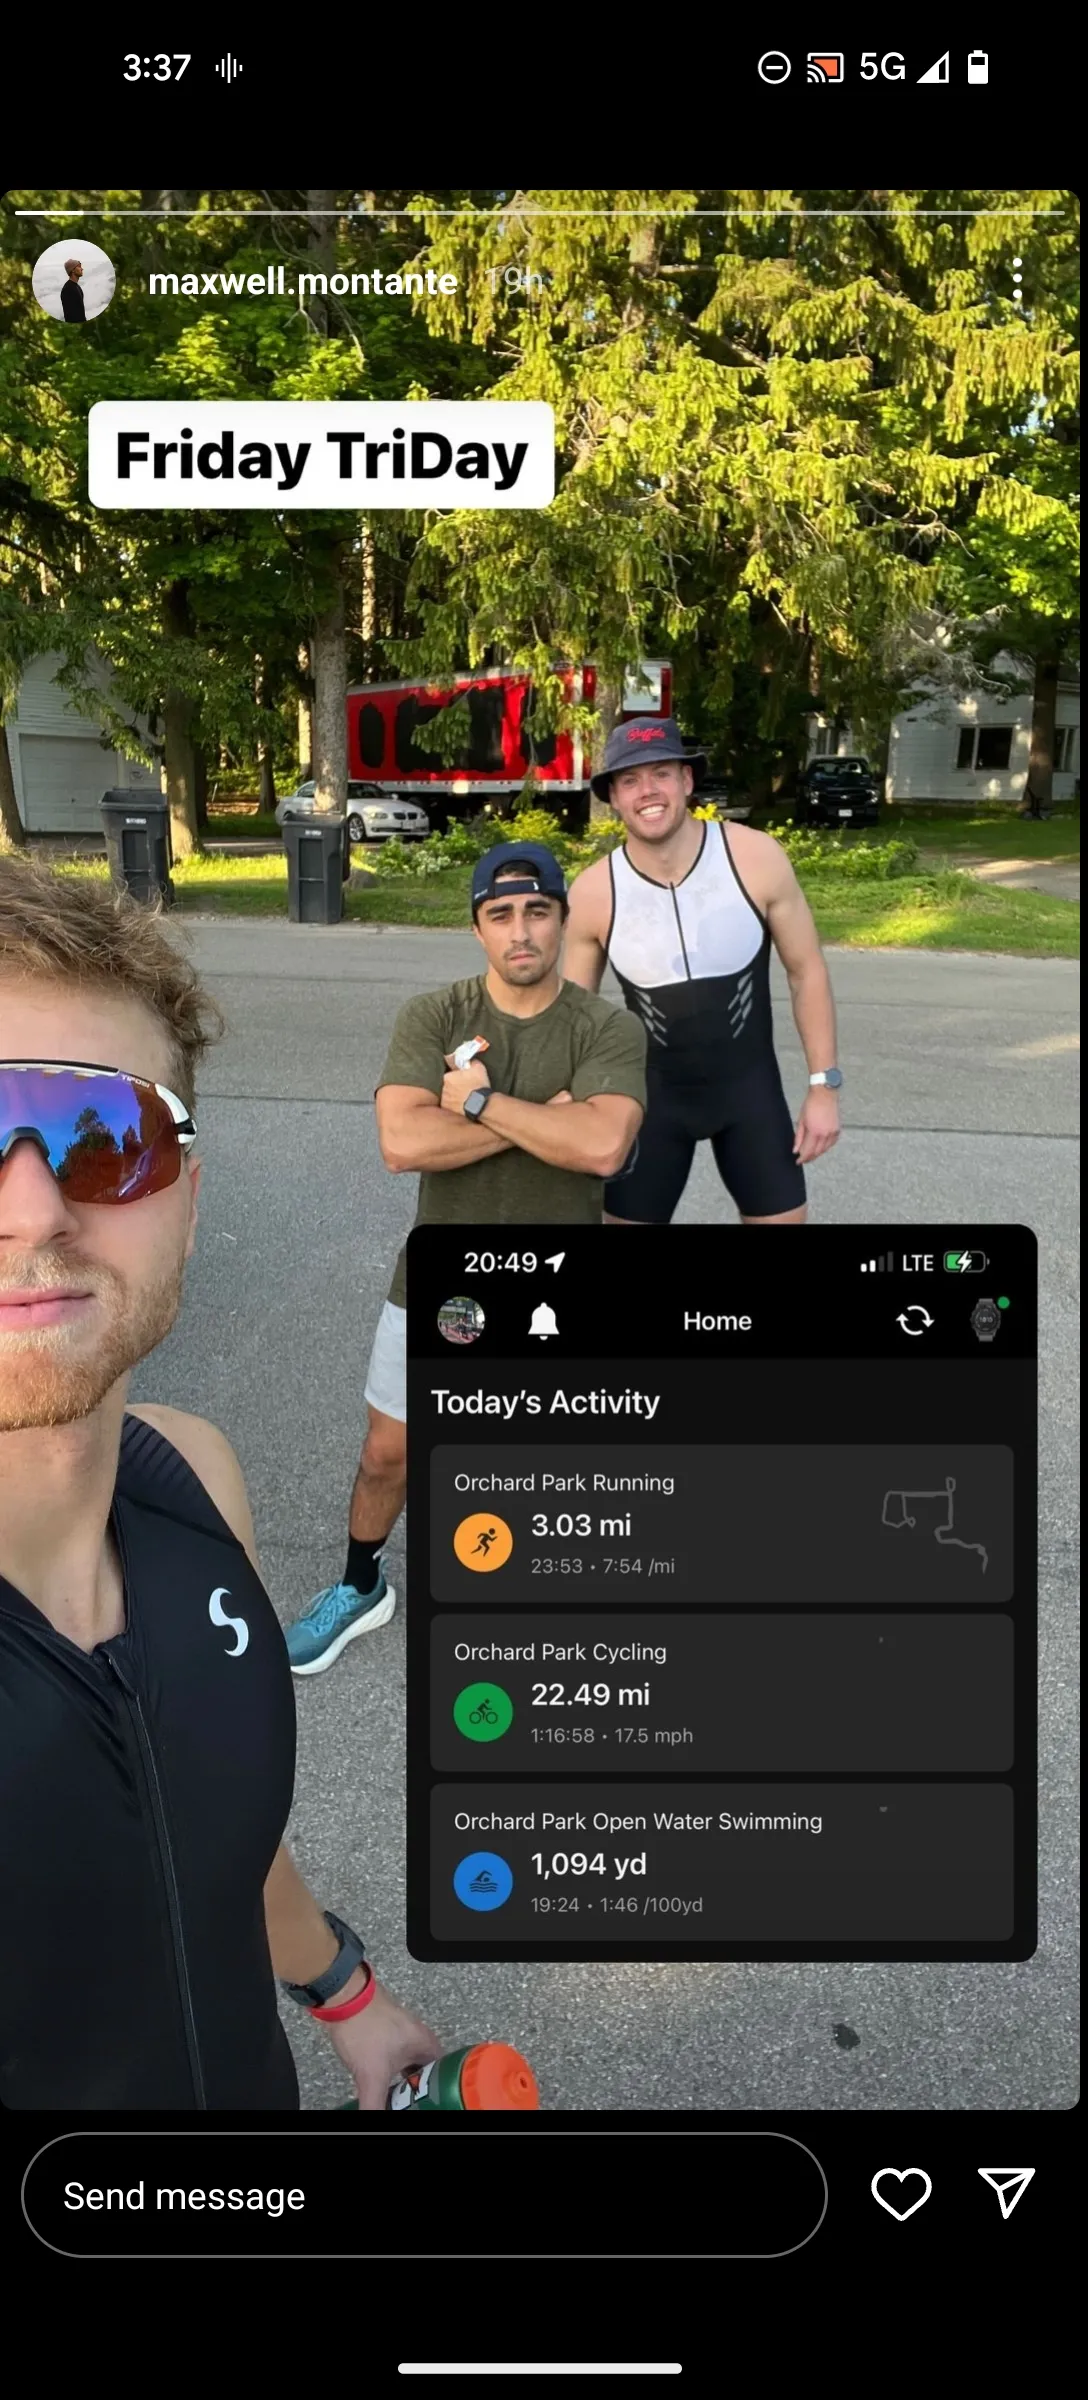 3:37
5G
maxwell.montante 19h
Friday TriDay
Buffalo
TIFOSI
20:49
LTE
Home
Today's Activity
Orchard Park Running
3.03 mi
23:53 • 7:54 /mi
Orchard Park Cycling
22.49 mi
1:16:58 • 17.5 mph
Orchard Park Open Water Swimming
1,094 yd
19:24 • 1:46 /100yd
Send message